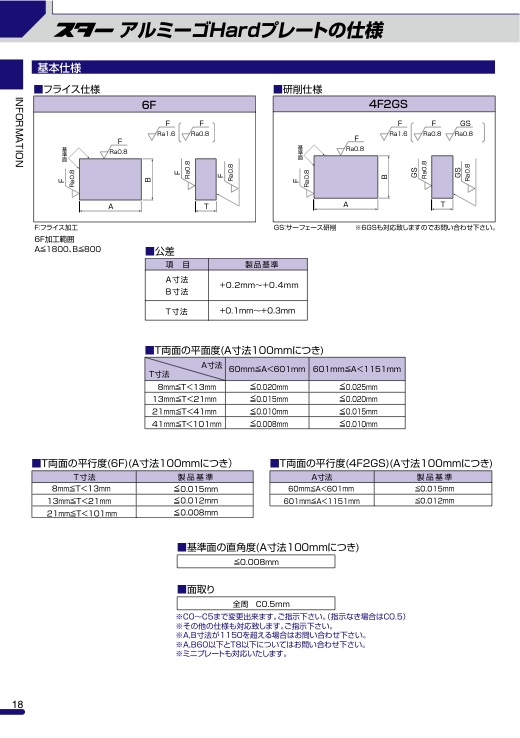 スター アルミーゴHardプレートの仕様
INFORMATION
基本仕様
■フライス仕様
6F
F F
Ra1.6 Ra0.8
基準面
F
Ra0.8
F
Ra0.8
B
A
F
Ra0.8
F
Ra0.8
T
F:フライス加工
6F加工範囲
A≦1800、B≦800
■研削仕様
4F2GS
F F GS
Ra1.6 Ra0.8 Ra0.8
基準面
F
Ra0.8
F
Ra0.8
B
A
GS
Ra0.8
GS
Ra0.8
T
GS:サーフェース研削 ※6GSも対応致しますのでお問い合わせ下さい。
■公差
項 目 製品基準
A寸法
B寸法
+0.2mm〜+0.4mm
T寸法 +0.1mm〜+0.3mm
■T両面の平面度(A寸法100mmにつき)
A寸法
T寸法
60mm≦A<601mm 601mm≦A<1151mm
8mm≦T<13mm ≦0.020mm ≦0.025mm
13mm≦T<21mm ≦0.015mm ≦0.020mm
21mm≦T<41mm ≦0.010mm ≦0.015mm
41mm≦T<101mm ≦0.008mm ≦0.010mm
■T両面の平行度(6F)(A寸法100mmにつき)
T寸法 製品基準
8mm≦T<13mm ≦0.015mm
13mm≦T<21mm ≦0.012mm
21mm≦T<101mm ≦0.008mm
■T両面の平行度(4F2GS)(A寸法100mmにつき)
A寸法 製品基準
60mm≦A<601mm ≦0.015mm
601mm≦A<1151mm ≦0.012mm
■基準面の直角度(A寸法100mmにつき)
≦0.008mm
■面取り
全周 C0.5mm
※C0〜C5まで変更出来ます。ご指示下さい。(指示なき場合はC0.5)
※その他の仕様も対応致します。ご指示下さい。
※A,B寸法が1150を超える場合はお問い合わせ下さい。
※A,B60以下とT8以下についてはお問い合わせ下さい。
※ミニプレートも対応いたします。
18